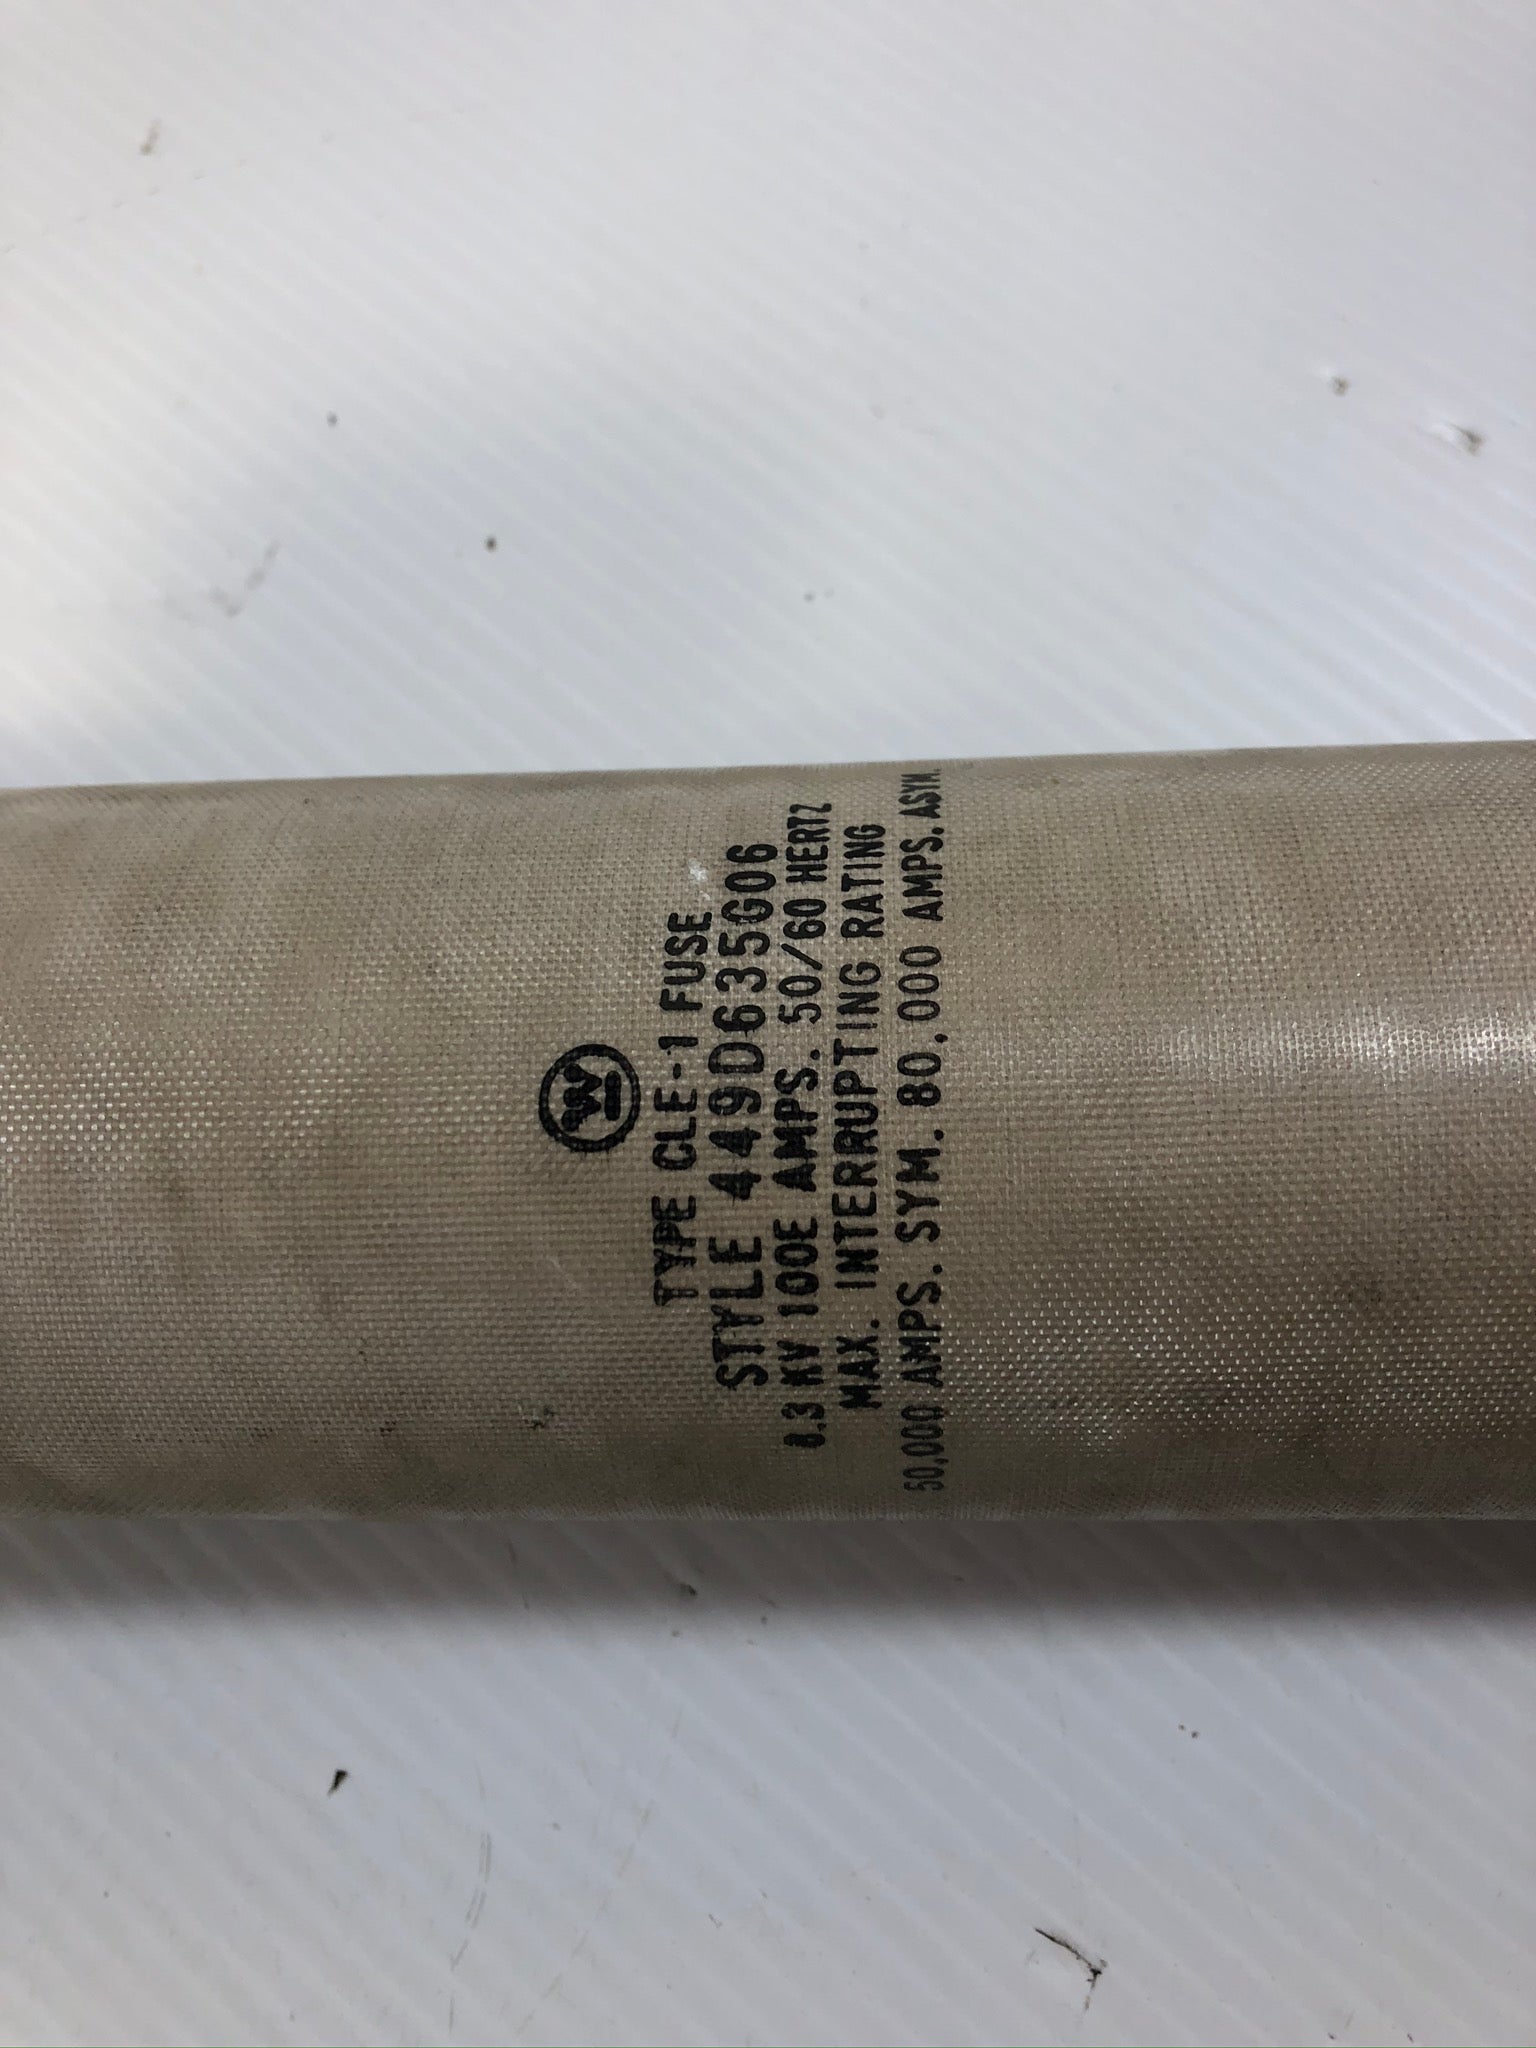 W
TYPE CLE-1 FUSE
STYLE 449D635G06
8.3 KV 100E AMPS. 50/60 HERTZ
MAX. INTERRUPTING RATING
50,000 AMPS. SYM. 80,000 AMPS. ASYM.